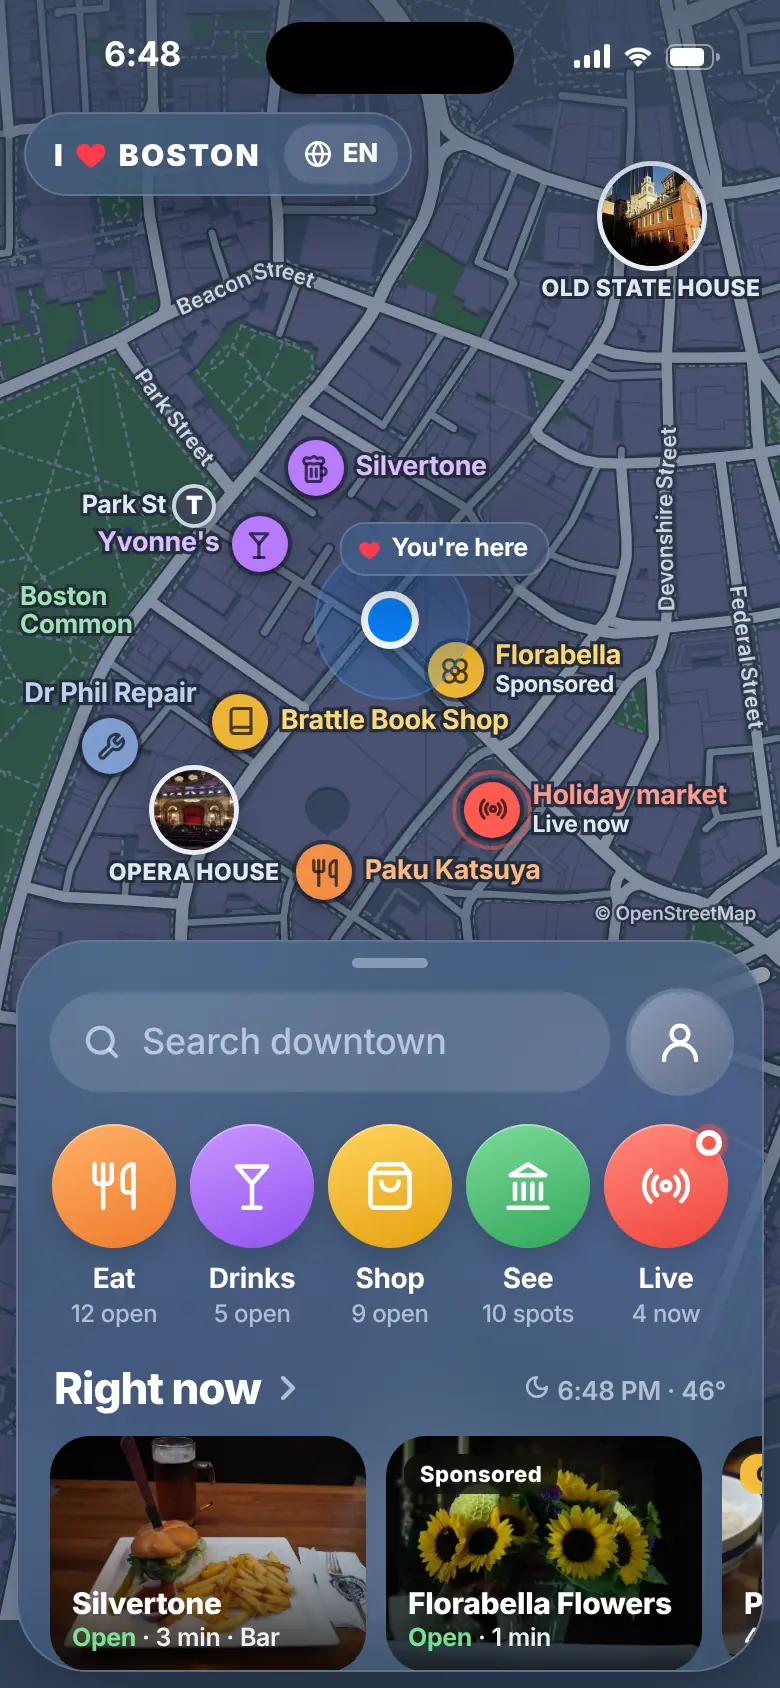 6:48
I ❤ BOSTON
EN
OLD STATE HOUSE
Beacon Street
Park Street
Silvertone
Devonshire Street
Park St T
Yvonne's
You're here
Boston
Common
Federal Street
Florabella
Sponsored
Dr Phil Repair
Brattle Book Shop
Holiday market
Live now
OPERA HOUSE
Paku Katsuya
© OpenStreetMap
Search downtown
Eat
12 open
Drinks
5 open
Shop
9 open
See
10 spots
Live
4 now
Right now
6:48 PM · 46°
Sponsored
Silvertone
Open · 3 min · Bar
Florabella Flowers
Open · 1 min